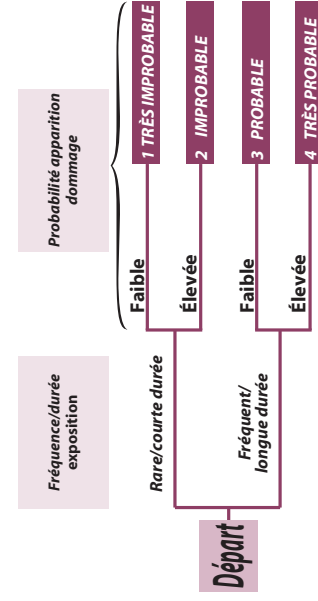 Fréquence/durée
exposition
Probabilité apparition
dommage
Départ
Rare/courte durée
Faible
1 TRÈS IMPROBABLE
Élevée
2 IMPROBABLE
Fréquent/
longue durée
Faible
3 PROBABLE
Élevée
4 TRÈS PROBABLE